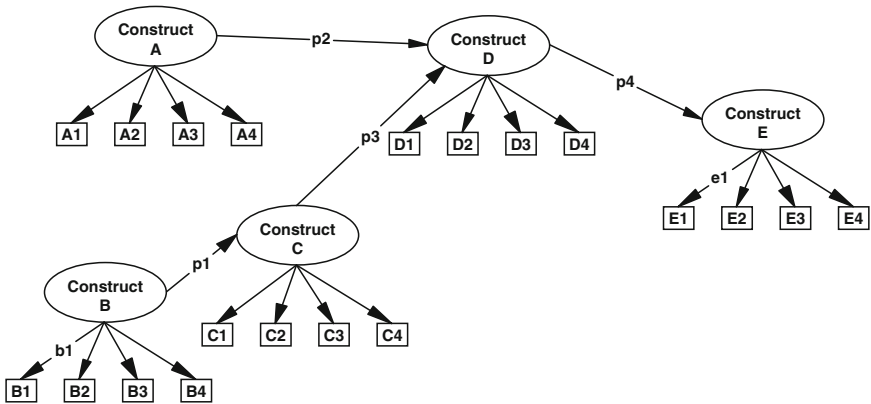 Construct
A
p2
Construct
D
p4
Construct
E
A1 A2 A3 A4
p3
D1 D2 D3 D4
e1
E1 E2 E3 E4
Construct
C
p1
Construct
B
C1 C2 C3 C4
b1
B1 B2 B3 B4